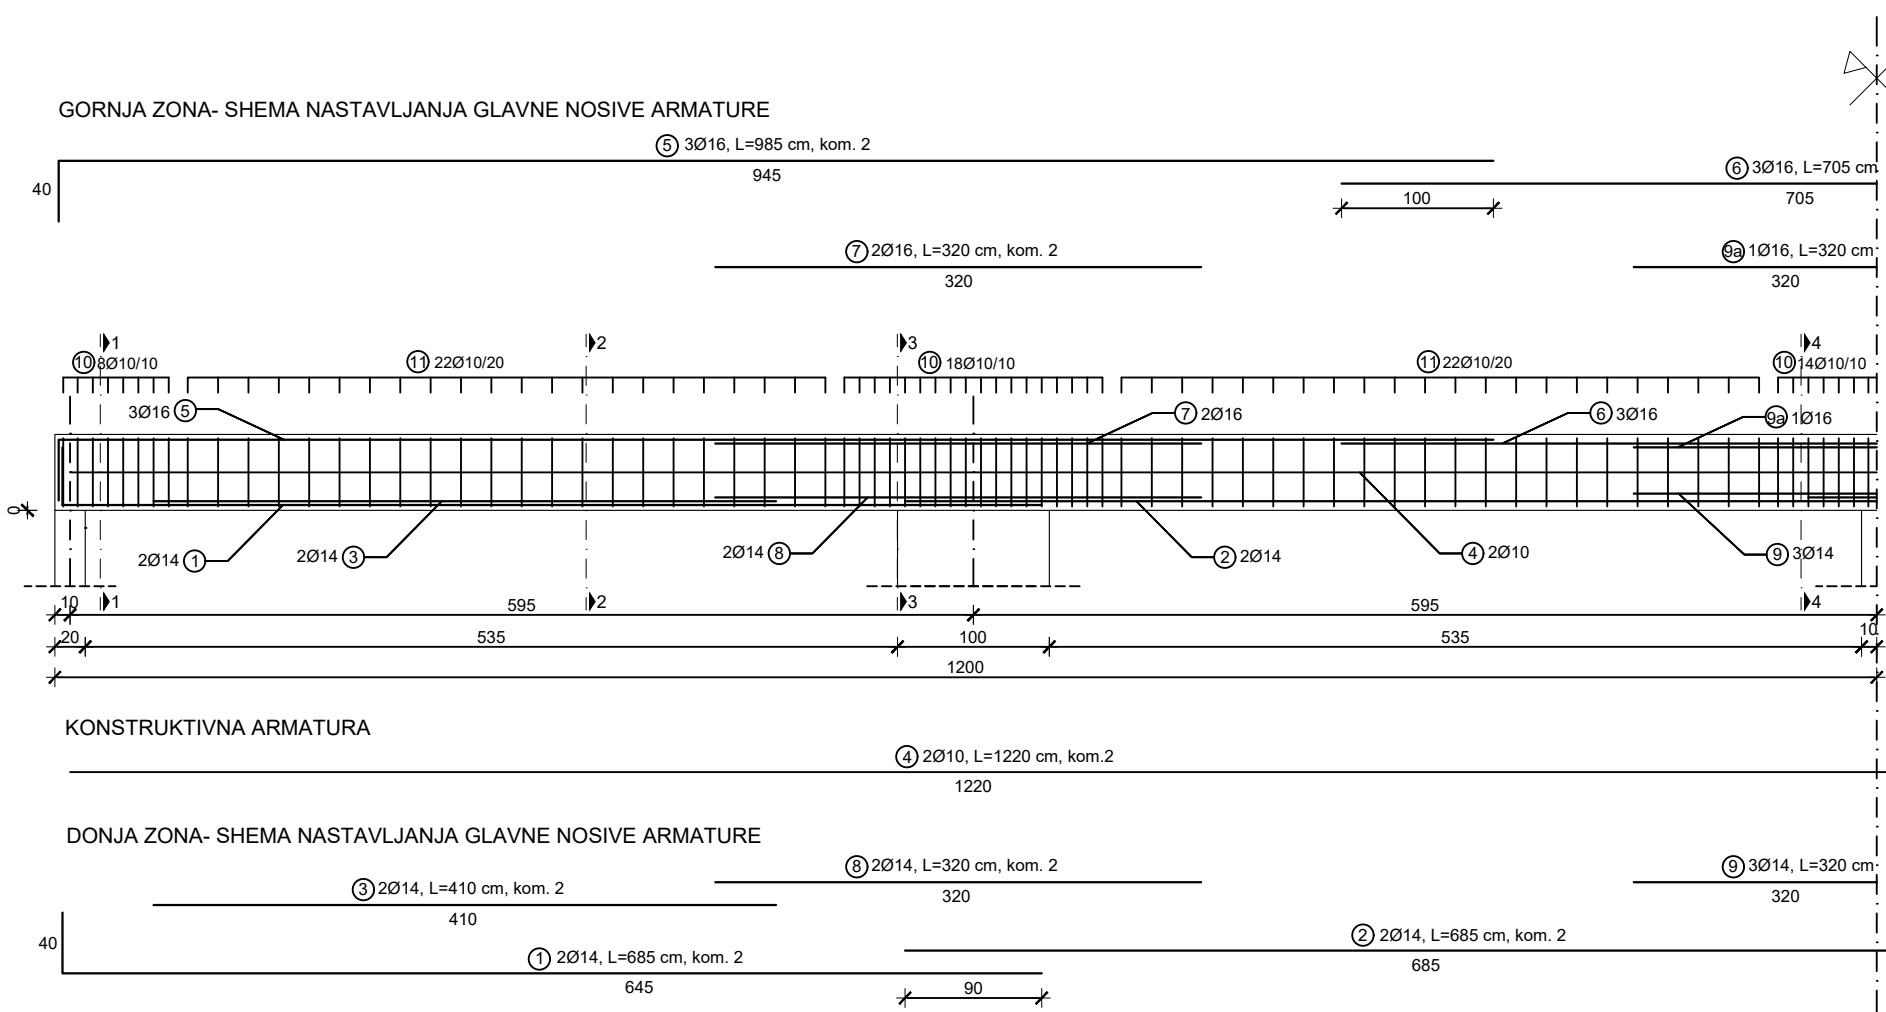 GORNJA ZONA- SHEMA NASTAVLJANJA GLAVNE NOSIVE ARMATURE
5 3Ø16, L=985 cm, kom. 2
945
40
6 3Ø16, L=705 cm
705
100
7 2Ø16, L=320 cm, kom. 2
320
9a 1Ø16, L=320 cm
320
1 2 3 4
10 8Ø10/10
11 22Ø10/20
10 18Ø10/10
11 22Ø10/20
10 14Ø10/10
3Ø16 5
7 2Ø16
6 3Ø16
9a 1Ø16
0
2Ø14 1
2Ø14 3
2Ø14 8
2 2Ø14
4 2Ø10
9 3Ø14
1 2 3 4
10 595 595
20 535 100 535 10
1200
KONSTRUKTIVNA ARMATURA
4 2Ø10, L=1220 cm, kom.2
1220
DONJA ZONA- SHEMA NASTAVLJANJA GLAVNE NOSIVE ARMATURE
8 2Ø14, L=320 cm, kom. 2
320
9 3Ø14, L=320 cm
320
3 2Ø14, L=410 cm, kom. 2
410
40
2 2Ø14, L=685 cm, kom. 2
685
1 2Ø14, L=685 cm, kom. 2
645
90